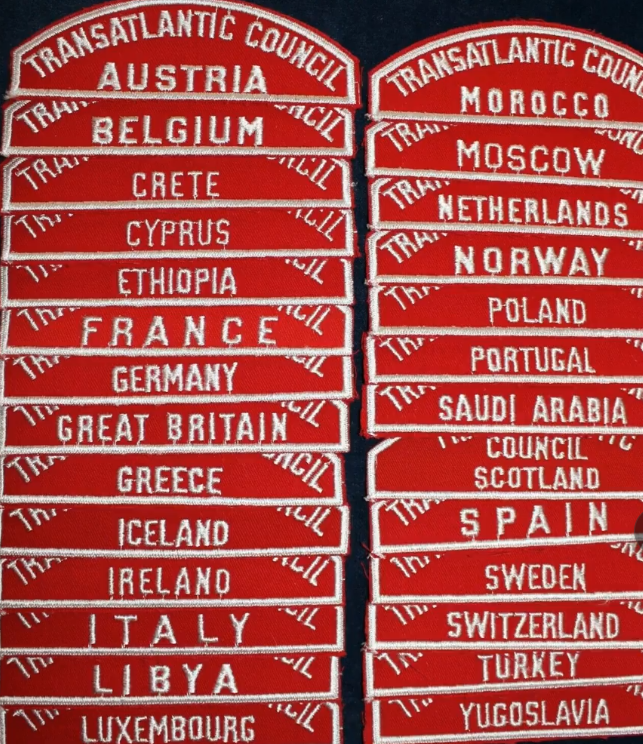 TRANSATLANTIC COUNCIL
AUSTRIA
BELGIUM
CRETE
CYPRUS
ETHIOPIA
FRANCE
GERMANY
GREAT BRITAIN
GREECE
ICELAND
IRELAND
ITALY
LIBYA
LUXEMBOURG
TRANSATLANTIC COUNC
MOROCCO
MOSCOW
NETHERLANDS
NORWAY
POLAND
PORTUGAL
SAUDI ARABIA
COUNCIL
SCOTLAND
SPAIN
SWEDEN
SWITZERLAND
TURKEY
YUGOSLAVIA